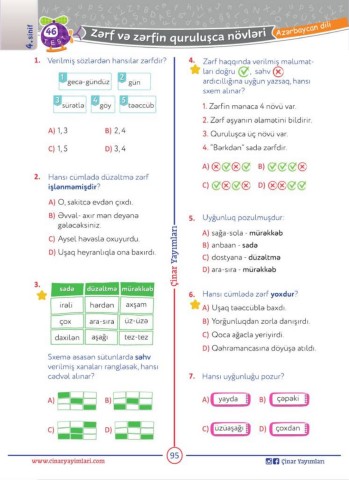 4. sinif
46
TEST
Zərf və zərfin quruluşca növləri
Azərbaycan dili
1. Verilmiş sözlərdən hansılar zərfdir?
1 gecə-gündüz
2 gün
3 sürətlə
4 göy
5 təəccüb
A) 1, 3
B) 2, 4
C) 1, 5
D) 3, 4
2. Hansı cümlədə düzəltmə zərf
işlənməmişdir?
A) O, sakitcə evdən çıxdı.
B) Əvvəl- axır mən deyənə
gələcəksiniz.
C) Aysel həvəslə oxuyurdu.
D) Uşaq heyranlıqla ona baxırdı.
3.
sadə düzəltmə mürəkkəb
irəli hərdən axşam
çox ara-sıra üz-üzə
daxilən aşağı tez-tez
Sxemə əsasən sütunlarda səhv
verilmiş xanaları rəngləsək, hansı
cədvəl alınar?
A)
B)
C)
D)
4. Zərf haqqında verilmiş məlumat-
ları doğru , səhv
ardıcıllığına uyğun yazsaq, hansı
sxem alınar?
1. Zərfin mənaca 4 növü var.
2. Zərf əşyanın əlamətini bildirir.
3. Quruluşca üç növü var.
4. "Bərkdən" sadə zərfdir.
A)
B)
C)
D)
5. Uyğunluq pozulmuşdur:
A) sağa-sola - mürəkkəb
B) anbaan - sadə
C) dostyana - düzəltmə
D) ara-sıra - mürəkkəb
6. Hansı cümlədə zərf yoxdur?
A) Uşaq təəccüblə baxdı.
B) Yorğunluqdan zorla danışırdı.
C) Qoca ağacla yeriyirdi.
D) Qəhrəmancasına döyüşə atıldı.
7. Hansı uyğunluğu pozur?
A) yayda
B) çəpəki
C) üzüaşağı
D) çoxdan
Çinar Yayımları
www.cinaryayimlari.com
95
Çinar Yayımları